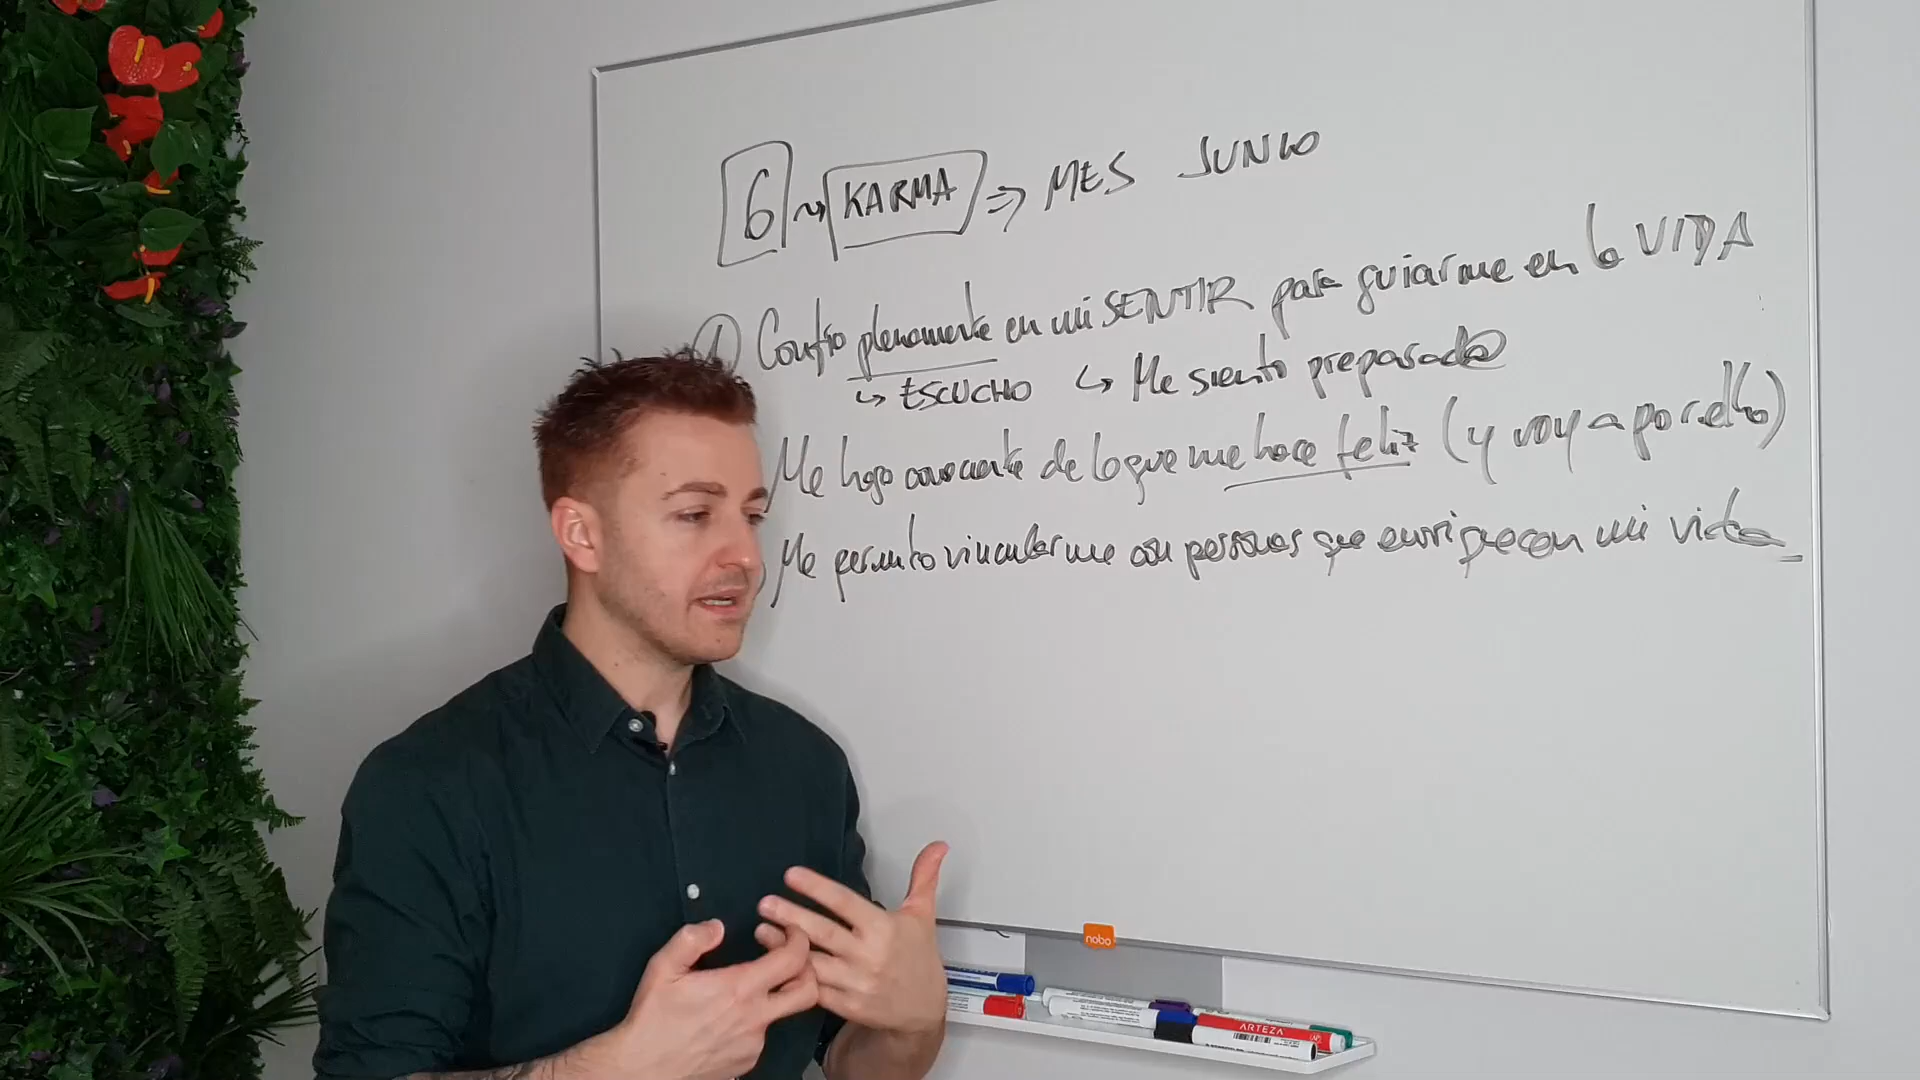 6 → KARMA ⇒ MES JUNIO
1 Confío plenamente en mi SENTIR para guiarme en la VIDA
↳ ESCUCHO ↳ Me siento preparado
Me hago consciente de lo que me hace feliz (y voy a por ello)
Me permito vincularme con personas que enriquecen mi vida
nobo
ARTEZA